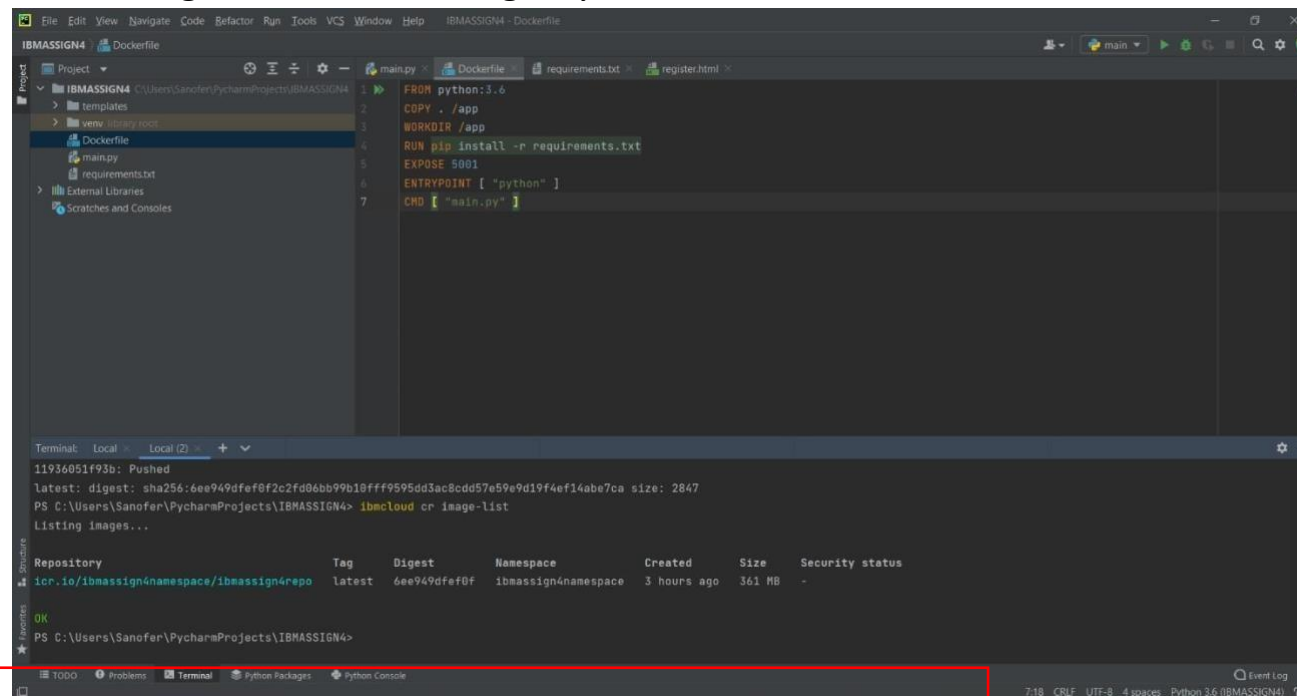 File Edit View Navigate Code Refactor Run Tools VCS Window Help IBMASSIGN4 - Dockerfile
IBMASSIGN4 Dockerfile
main
Project
Project
main.py
Dockerfile
requirements.txt
register.html
IBMASSIGN4 C:\Users\Sanofer\PycharmProjects\IBMASSIGN4
templates
venv library root
Dockerfile
main.py
requirements.txt
External Libraries
Scratches and Consoles
1 FROM python:3.6
2 COPY . /app
3 WORKDIR /app
4 RUN pip install -r requirements.txt
5 EXPOSE 5001
6 ENTRYPOINT [ "python" ]
7 CMD [ "main.py" ]
Terminal: Local Local (2)
11936051f93b: Pushed
latest: digest: sha256:6ee949dfef0f2c2fd06bb99b10fff9595dd3ac8cdd57e59e9d19f4ef14abe7ca size: 2847
PS C:\Users\Sanofer\PycharmProjects\IBMASSIGN4> ibmcloud cr image-list
Listing images...
Repository Tag Digest Namespace Created Size Security status
icr.io/ibmassign4namespace/ibmassign4repo latest 6ee949dfef0f ibmassign4namespace 3 hours ago 361 MB -
OK
PS C:\Users\Sanofer\PycharmProjects\IBMASSIGN4>
Structure
Favorites
TODO Problems Terminal Python Packages Python Console Event Log
7:18 CRLF UTF-8 4 spaces Python 3.6 (IBMASSIGN4)